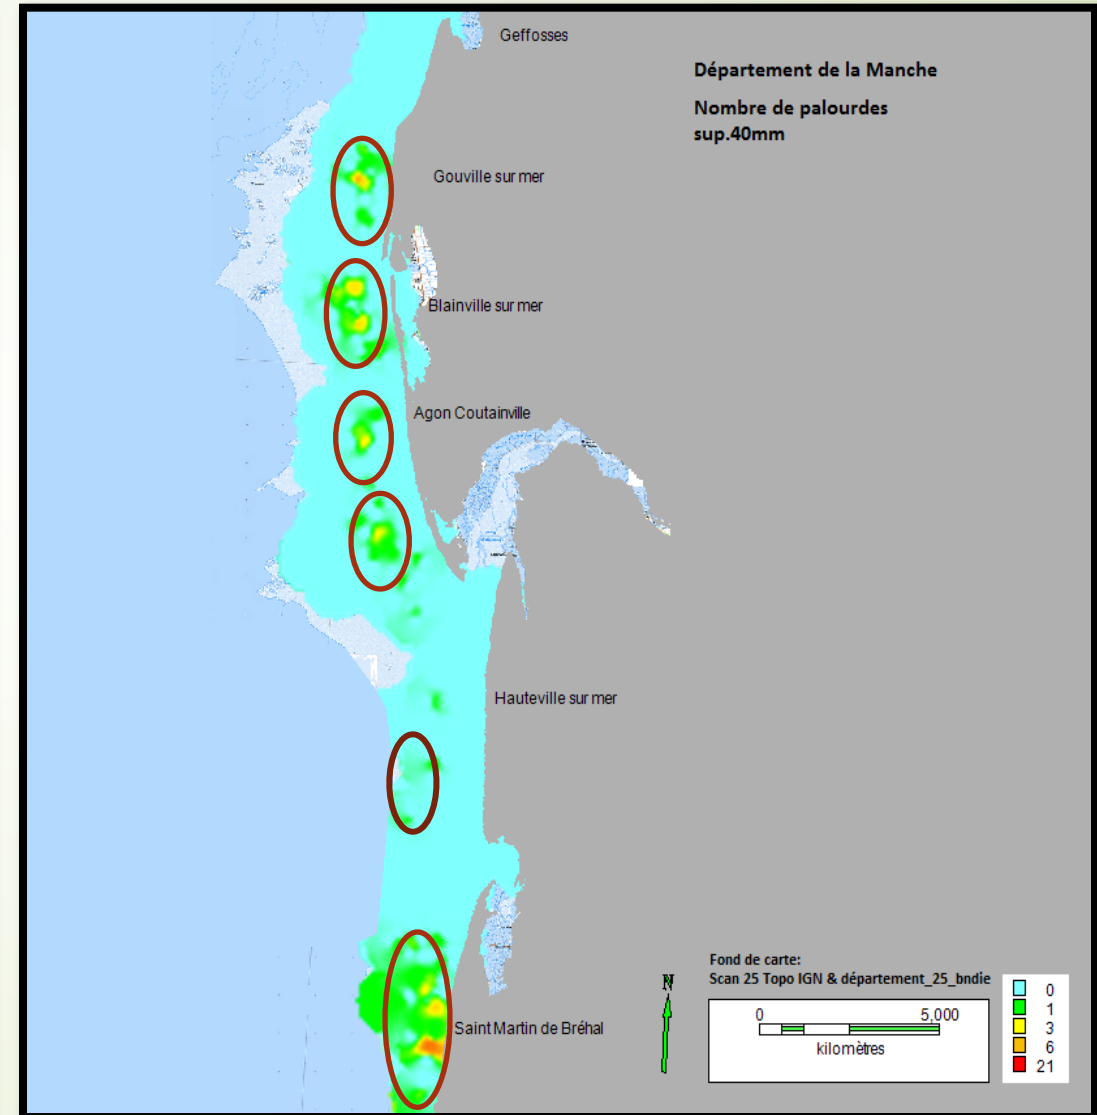 Geffosses
Département de la Manche
Nombre de palourdes
sup.40mm
Gouville sur mer
Blainville sur mer
Agon Coutainville
Hauteville sur mer
Saint Martin de Bréhal
Fond de carte:
Scan 25 Topo IGN & département_25_bndie
N
0 5,000
kilomètres
0
1
3
6
21